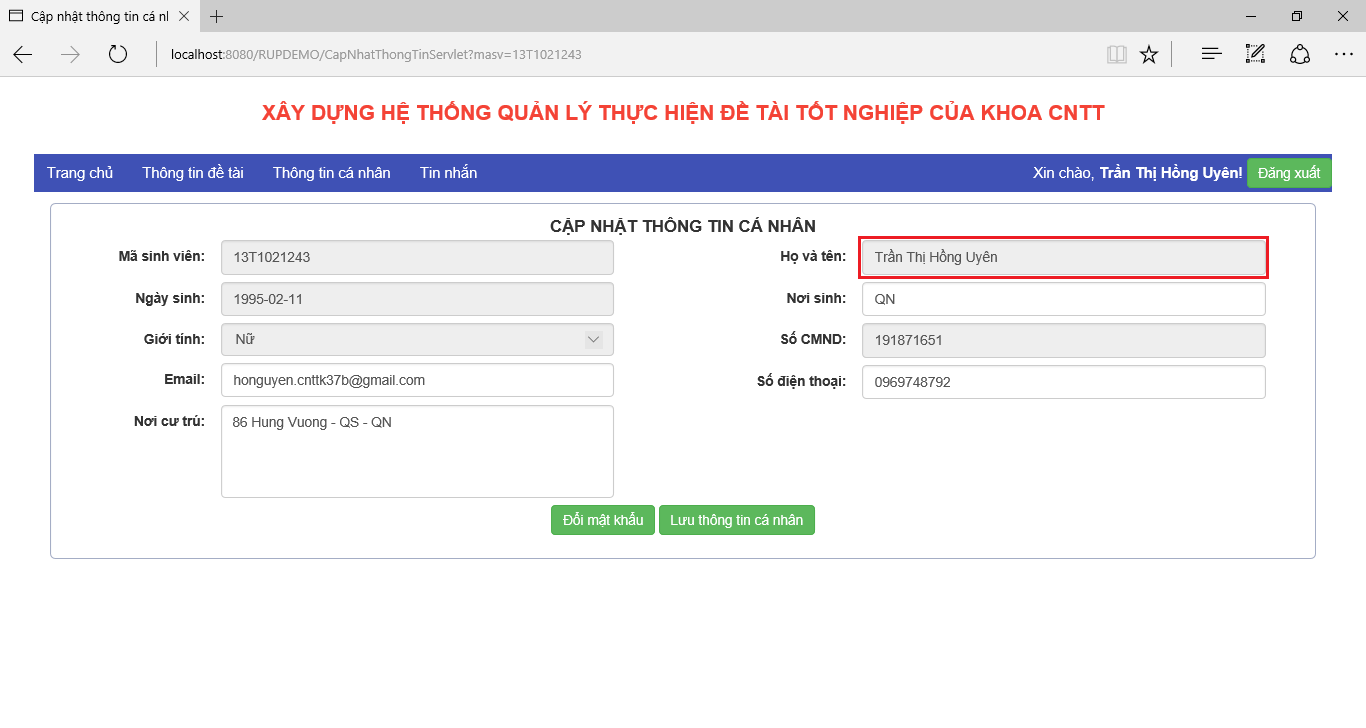 Cập nhật thông tin cá nl
localhost:8080/RUPDEMO/CapNhatThongTinServlet?masv=13T1021243
XÂY DỰNG HỆ THỐNG QUẢN LÝ THỰC HIỆN ĐỀ TÀI TỐT NGHIỆP CỦA KHOA CNTT
Trang chủ Thông tin đề tài Thông tin cá nhân Tin nhắn Xin chào, Trần Thị Hồng Uyên! Đăng xuất
CẬP NHẬT THÔNG TIN CÁ NHÂN
Mã sinh viên: 13T1021243 Họ và tên: Trần Thị Hồng Uyên
Ngày sinh: 1995-02-11 Nơi sinh: QN
Giới tính: Nữ Số CMND: 191871651
Email: honguyen.cnttk37b@gmail.com Số điện thoại: 0969748792
Nơi cư trú: 86 Hung Vuong - QS - QN
Đổi mật khẩu Lưu thông tin cá nhân